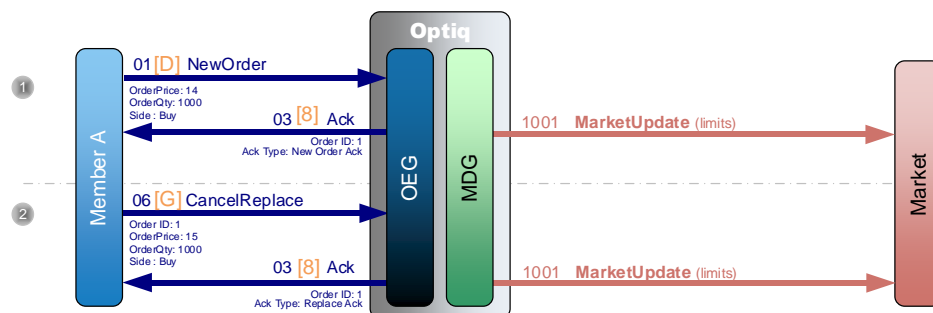 Optiq
1
Member A
01 [D] NewOrder
OrderPrice: 14
OrderQty: 1000
Side : Buy
03 [8] Ack
Order ID: 1
Ack Type: New Order Ack
OEG
MDG
1001 MarketUpdate (limits)
Market
2
06 [G] CancelReplace
Order ID: 1
OrderPrice: 15
OrderQty: 1000
Side : Buy
03 [8] Ack
Order ID: 1
Ack Type: Replace Ack
1001 MarketUpdate (limits)